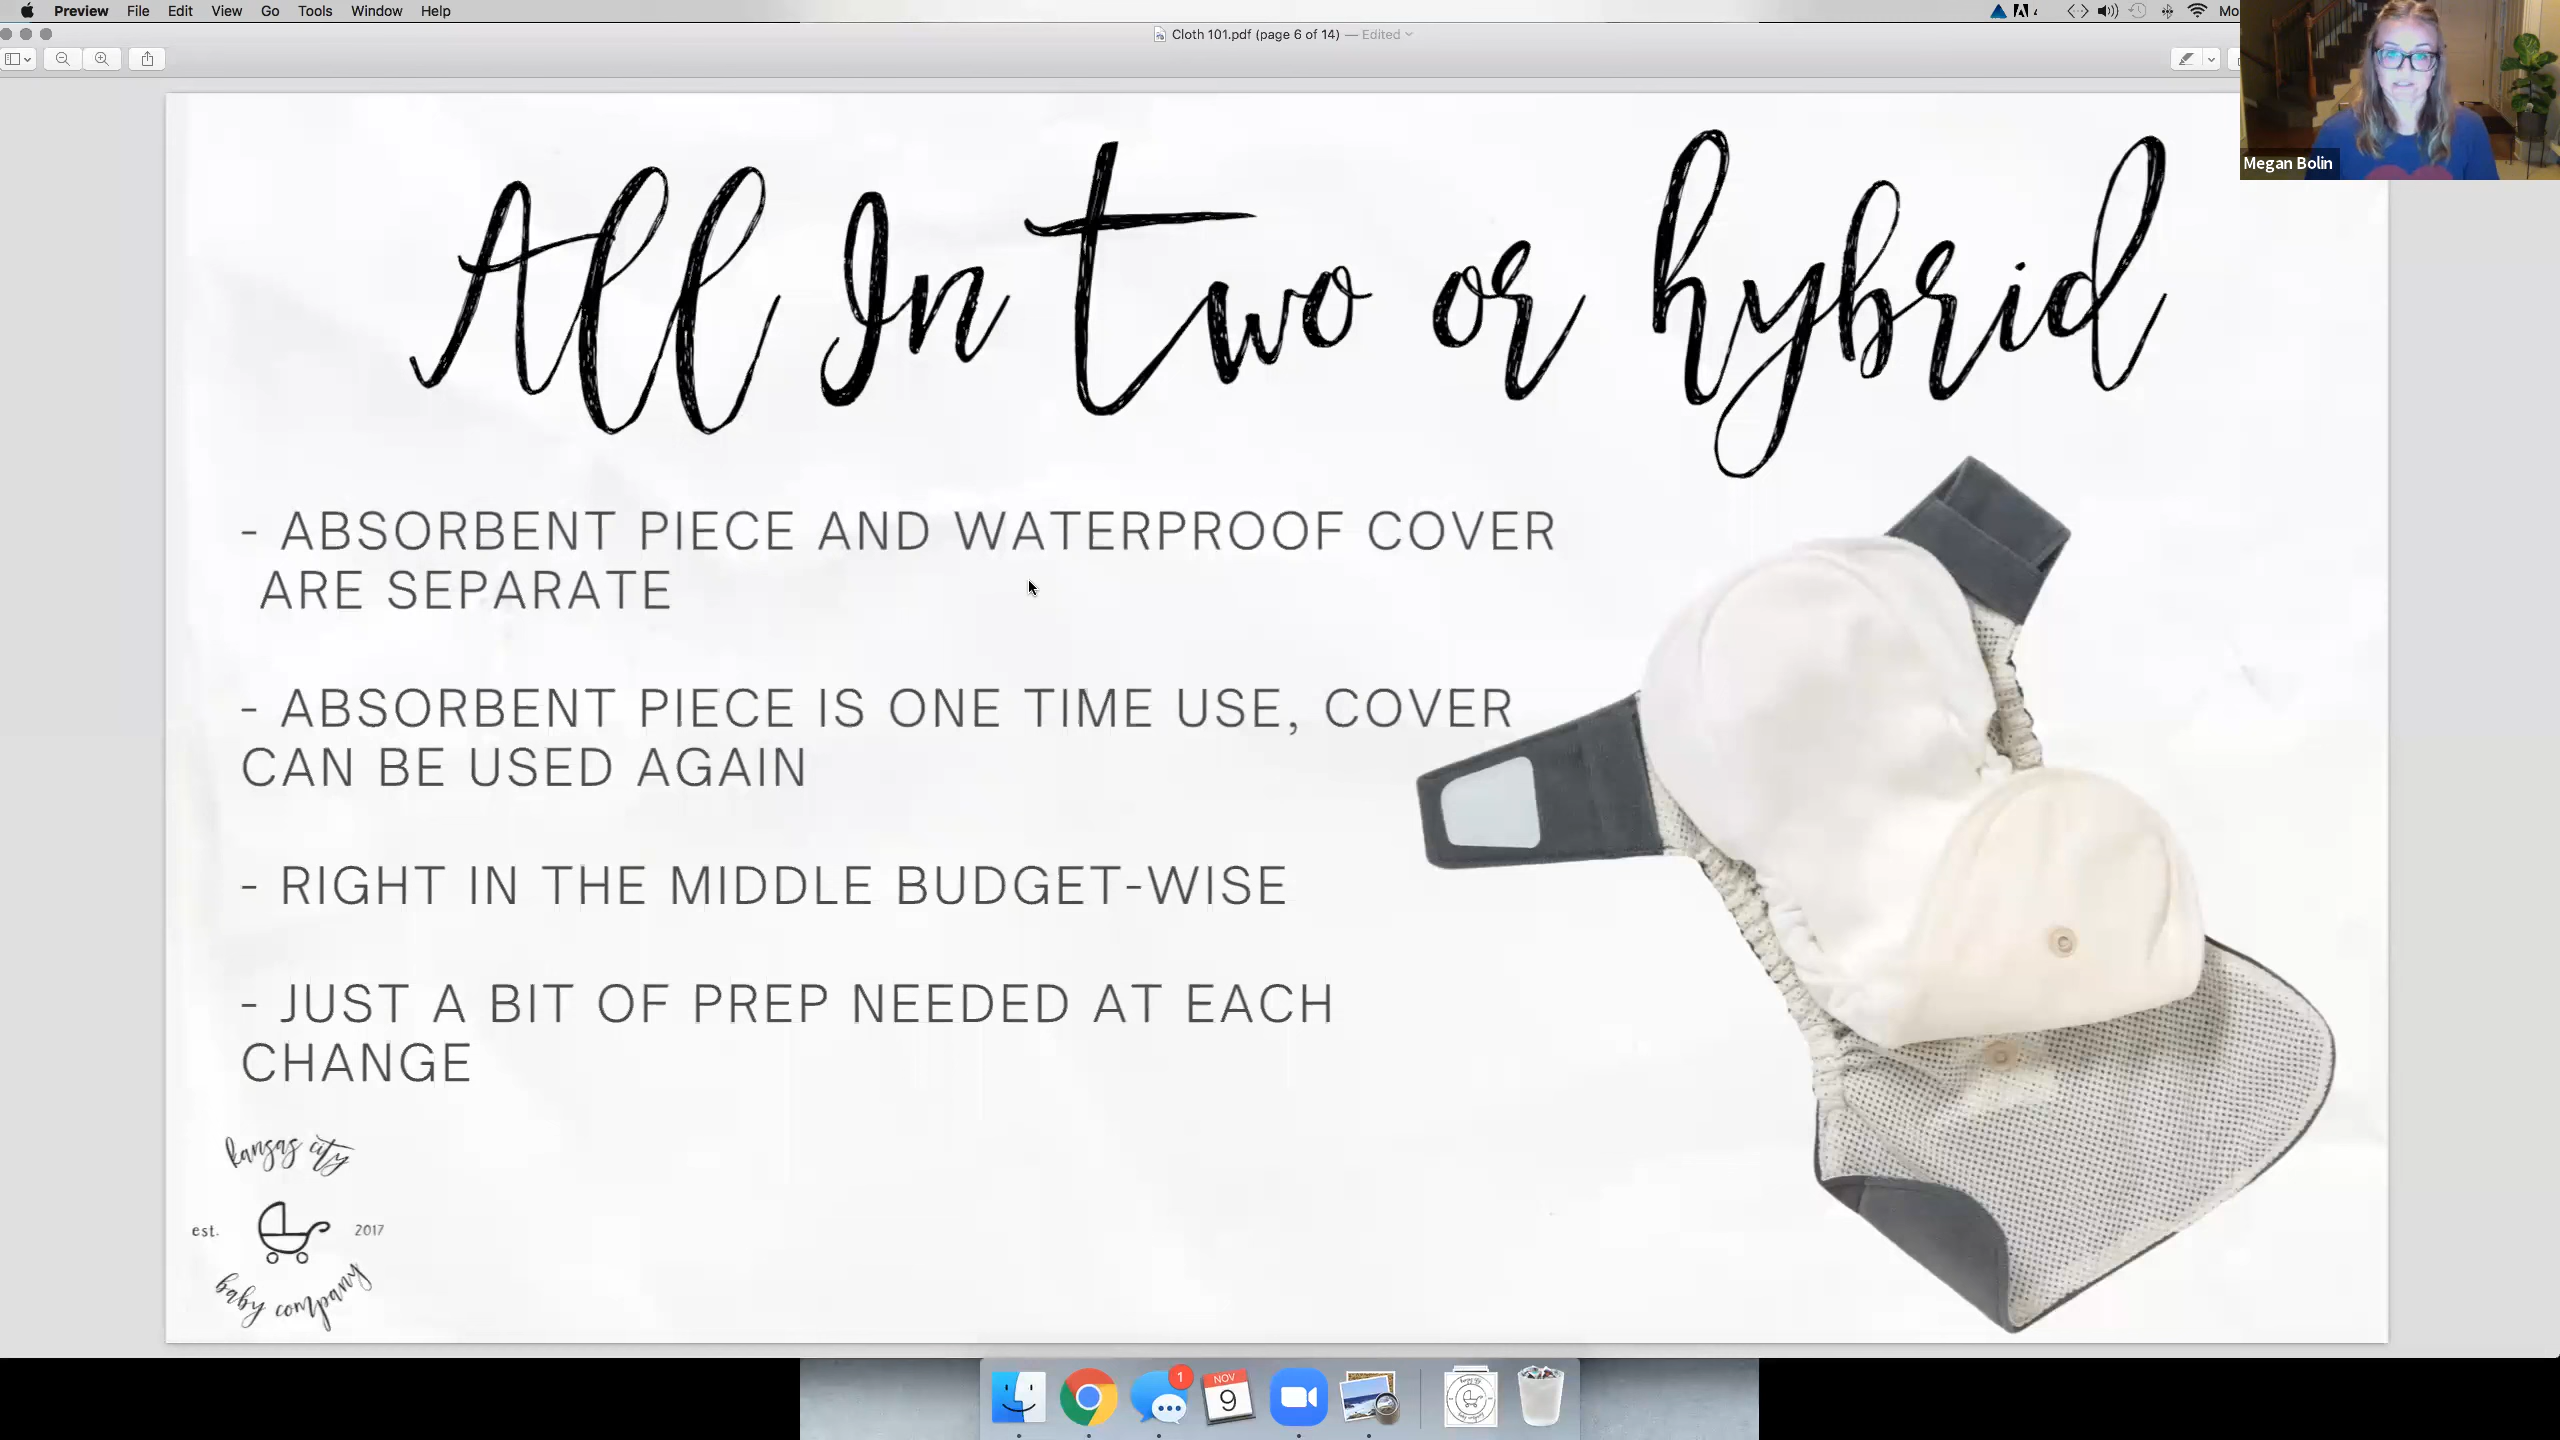 Preview File Edit View Go Tools Window Help
4
Mo
Cloth 101.pdf (page 6 of 14) — Edited
Megan Bolin
All In two or hybrid
- ABSORBENT PIECE AND WATERPROOF COVER
ARE SEPARATE
- ABSORBENT PIECE IS ONE TIME USE, COVER
CAN BE USED AGAIN
- RIGHT IN THE MIDDLE BUDGET-WISE
- JUST A BIT OF PREP NEEDED AT EACH
CHANGE
kansas city
est. 2017
baby company
1
NOV
9